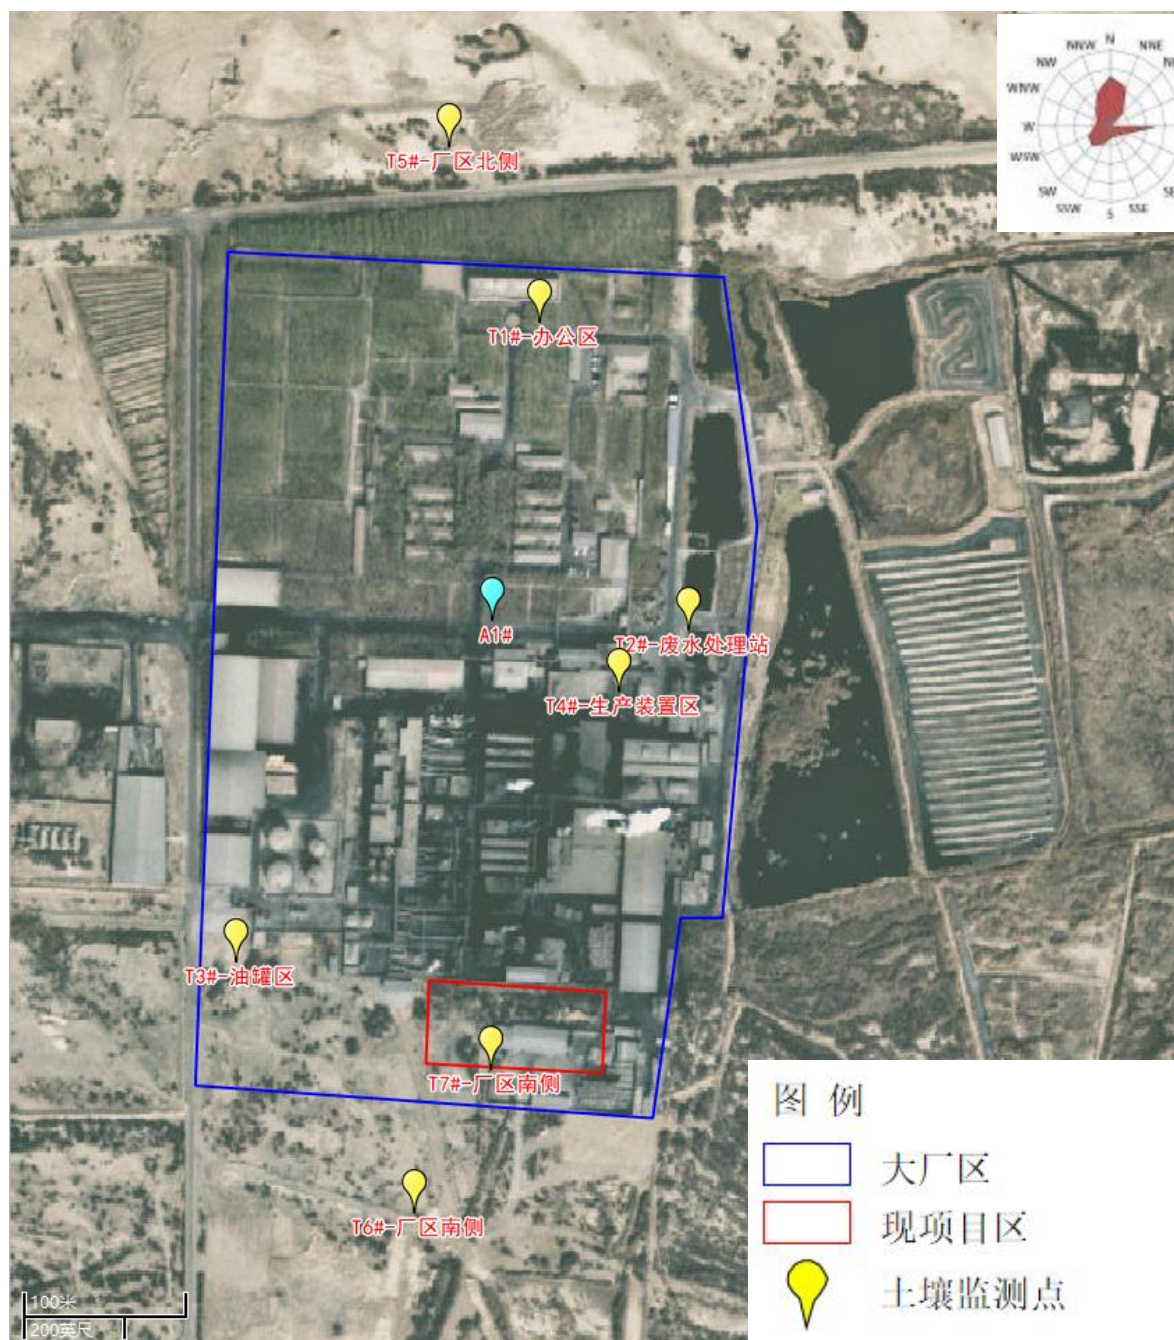 N
NNW
NNE
NW
W
WSW
SW
SSW
S
SSE
T5#-厂区北侧
T1#-办公区
A1#
T2#-废水处理站
T4#-生产装置区
T3#-油罐区
T7#-厂区南侧
T6#-厂区南侧
图 例
大厂区
现项目区
土壤监测点
100米
200英尺